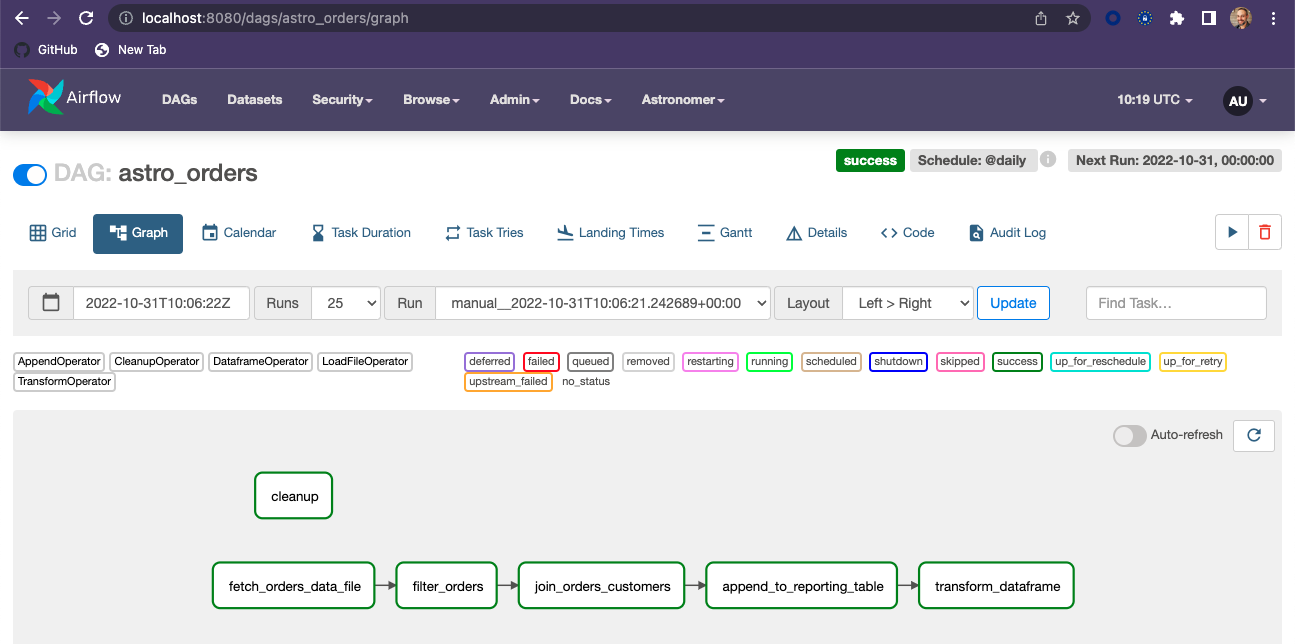 localhost:8080/dags/astro_orders/graph
GitHub New Tab
Airflow DAGs Datasets Security Browse Admin Docs Astronomer 10:19 UTC AU
DAG: astro_orders success Schedule: @daily i Next Run: 2022-10-31, 00:00:00
Grid Graph Calendar Task Duration Task Tries Landing Times Gantt Details Code Audit Log
2022-10-31T10:06:22Z Runs 25 Run manual__2022-10-31T10:06:21.242689+00:00 Layout Left > Right Update Find Task…
AppendOperator CleanupOperator DataframeOperator LoadFileOperator deferred failed queued removed restarting running scheduled shutdown skipped success up_for_reschedule up_for_retry
TransformOperator upstream_failed no_status
Auto-refresh
cleanup
fetch_orders_data_file filter_orders join_orders_customers append_to_reporting_table transform_dataframe